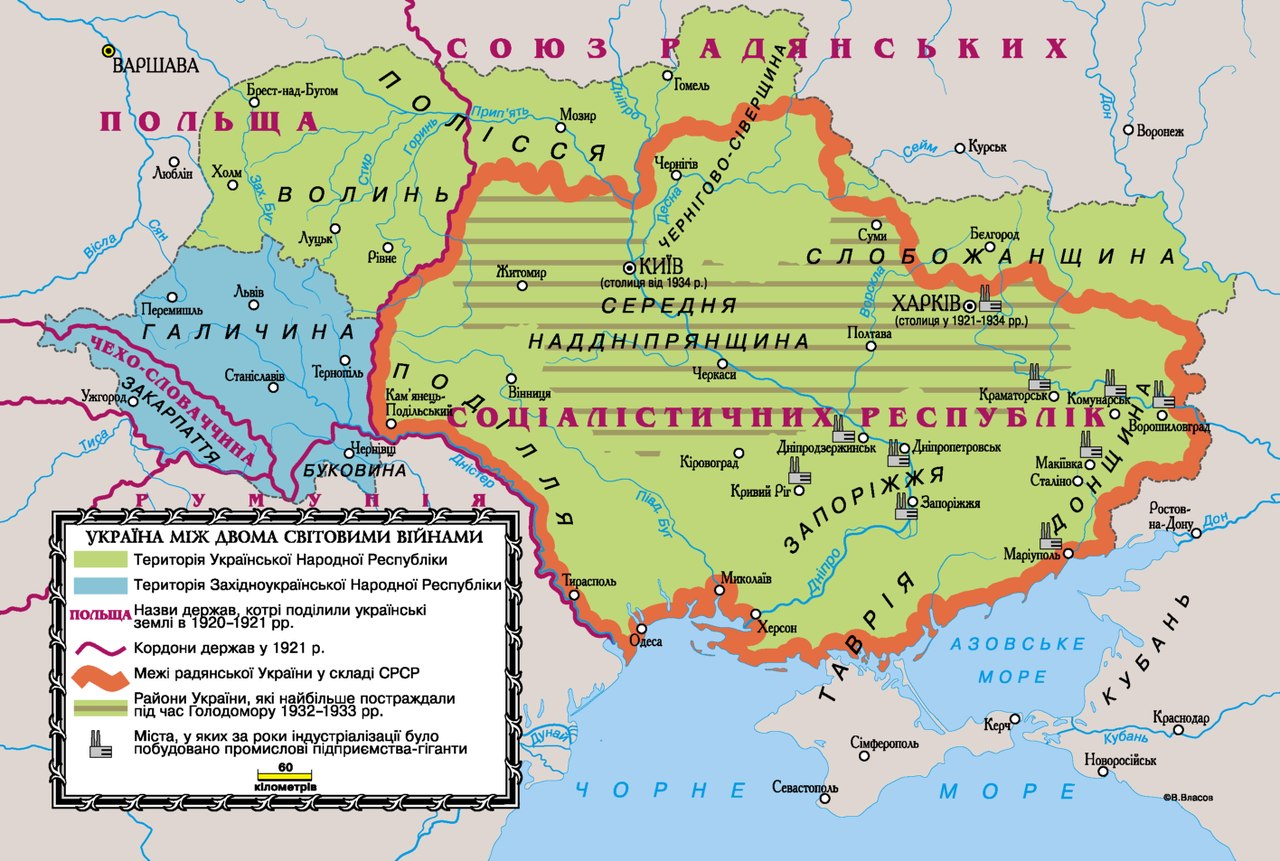 СОЮЗ РАДЯНСЬКИХ
ВАРШАВА
Брест-над-Бугом
ПОЛІССЯ
Гомель
Дніпро
ЧЕРНІГОВО-СІВЕРЩИНА
Дон
ПОЛЬЩА
Прип'ять
Мозир
Горинь
Воронеж
Люблін
Холм
Стир
Зах. Буг
ВОЛИНЬ
Чернігів
Десна
Сейм
Курськ
Вісла
Сян
Луцьк
Рівне
Суми
Бєлгород
СЛОБОЖАНЩИНА
Житомир
КИЇВ
(столиця від 1934 р.)
Ворскла
Перемишль
Львів
СЕРЕДНЯ
НАДДНІПРЯНЩИНА
ХАРКІВ
(столиця у 1921–1934 рр.)
ГАЛИЧИНА
Полтава
ЧЕХО-СЛОВАЧЧИНА
Станіславів
Тернопіль
Черкаси
ПОДІЛЛЯ
Вінниця
Ужгород
ЗАКАРПАТТЯ
Кам'янець-
Подільський
Краматорськ
Комунарськ
СОЦІАЛІСТИЧНИХ РЕСПУБЛІК
Ворошиловград
Тиса
Чернівці
БУКОВИНА
Дністер
Кіровоград
Дніпродзержинськ
Дніпропетровськ
Макіївка
Сталіно
ДОНЩИНА
РУМУНІЯ
Півд. Буг
Кривий Ріг
ЗАПОРІЖЖЯ
Запоріжжя
Ростов-
на-Дону
Дон
Маріуполь
Дніпро
Тирасполь
Миколаїв
Херсон
Одеса
ТАВРІЯ
АЗОВСЬКЕ
МОРЕ
КУБАНЬ
Керч
Краснодар
Кубань
Дунай
Сімферополь
Новоросійськ
Севастополь
ЧОРНЕ МОРЕ
©В.Власов
УКРАЇНА МІЖ ДВОМА СВІТОВИМИ ВІЙНАМИ
Територія Української Народної Республіки
Територія Західноукраїнської Народної Республіки
ПОЛЬЩА Назви держав, котрі поділили українські
землі в 1920–1921 рр.
Кордони держав у 1921 р.
Межі радянської України у складі СРСР
Райони України, які найбільше постраждали
під час Голодомору 1932–1933 рр.
Міста, у яких за роки індустріалізації було
побудовано промислові підприємства-гіганти
60
кілометрів